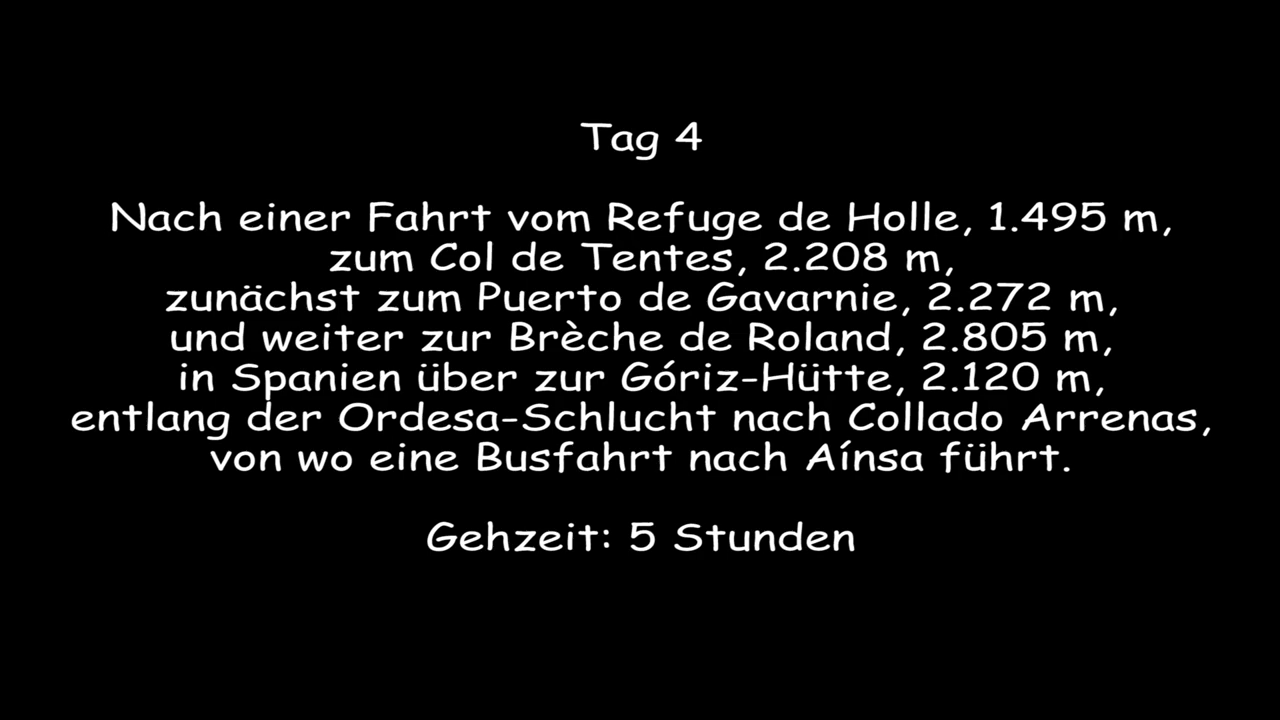 Tag 4
Nach einer Fahrt vom Refuge de Holle, 1.495 m,
zum Col de Tentes, 2.208 m,
zunächst zum Puerto de Gavarnie, 2.272 m,
und weiter zur Brèche de Roland, 2.805 m,
in Spanien über zur Góriz-Hütte, 2.120 m,
entlang der Ordesa-Schlucht nach Collado Arrenas,
von wo eine Busfahrt nach Aínsa führt.
Gehzeit: 5 Stunden